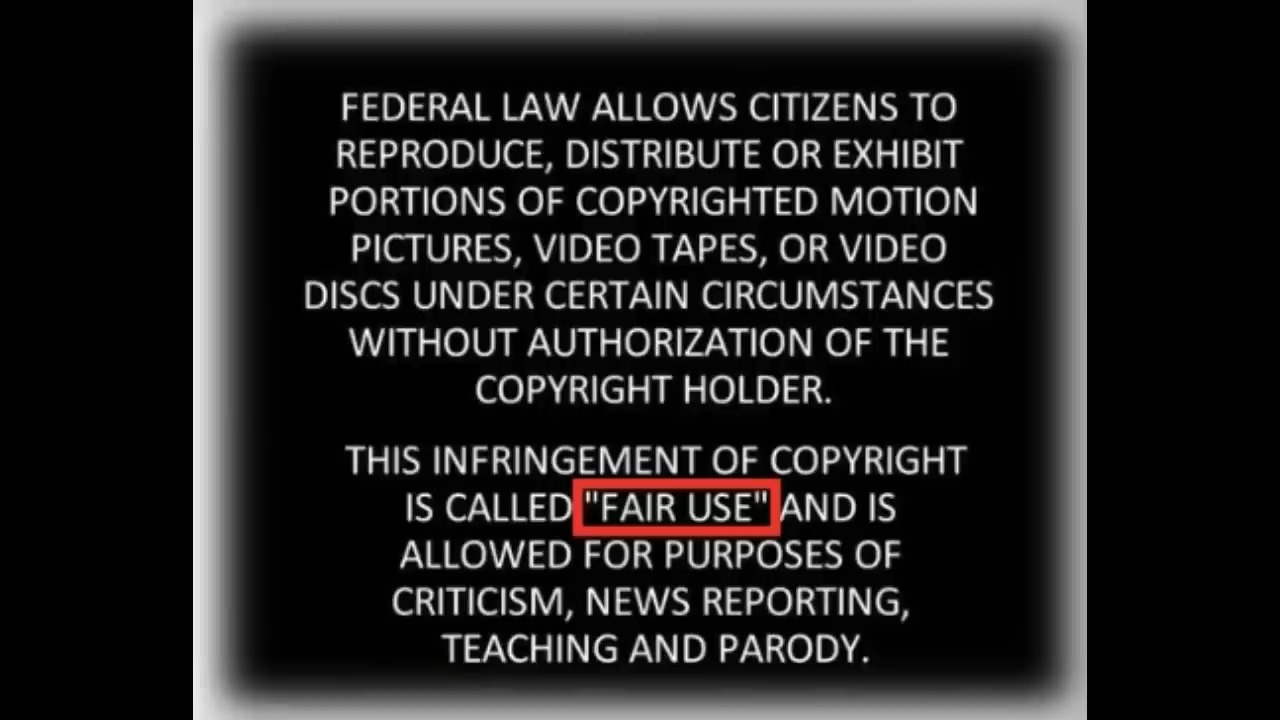 FEDERAL LAW ALLOWS CITIZENS TO
REPRODUCE, DISTRIBUTE OR EXHIBIT
PORTIONS OF COPYRIGHTED MOTION
PICTURES, VIDEO TAPES, OR VIDEO
DISCS UNDER CERTAIN CIRCUMSTANCES
WITHOUT AUTHORIZATION OF THE
COPYRIGHT HOLDER.
THIS INFRINGEMENT OF COPYRIGHT
IS CALLED "FAIR USE" AND IS
ALLOWED FOR PURPOSES OF
CRITICISM, NEWS REPORTING,
TEACHING AND PARODY.